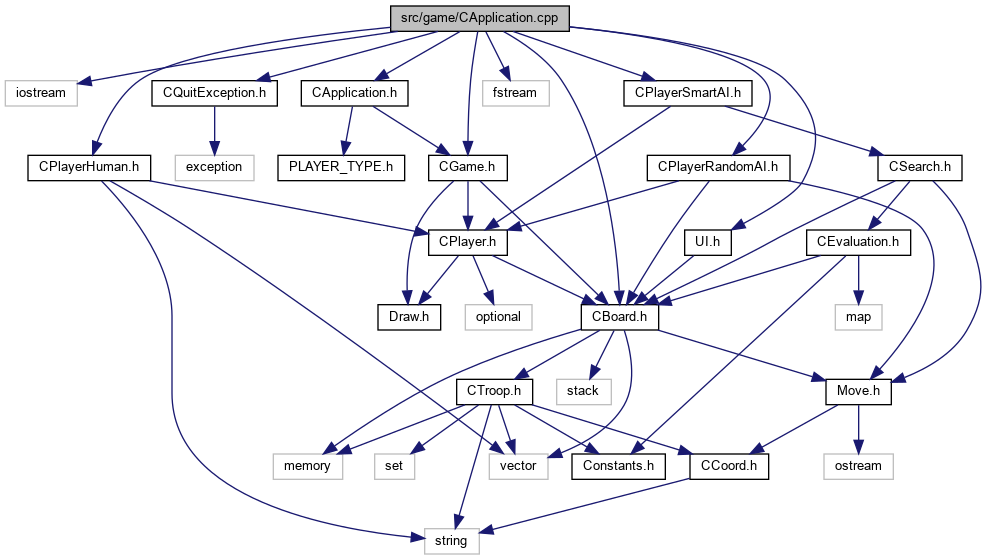 src/game/CApplication.cpp
iostream
CQuitException.h
CApplication.h
fstream
CPlayerSmartAI.h
CPlayerHuman.h
exception
PLAYER_TYPE.h
CGame.h
CPlayerRandomAI.h
CSearch.h
CPlayer.h
UI.h
CEvaluation.h
Draw.h
optional
CBoard.h
map
CTroop.h
stack
Move.h
memory
set
vector
Constants.h
CCoord.h
ostream
string